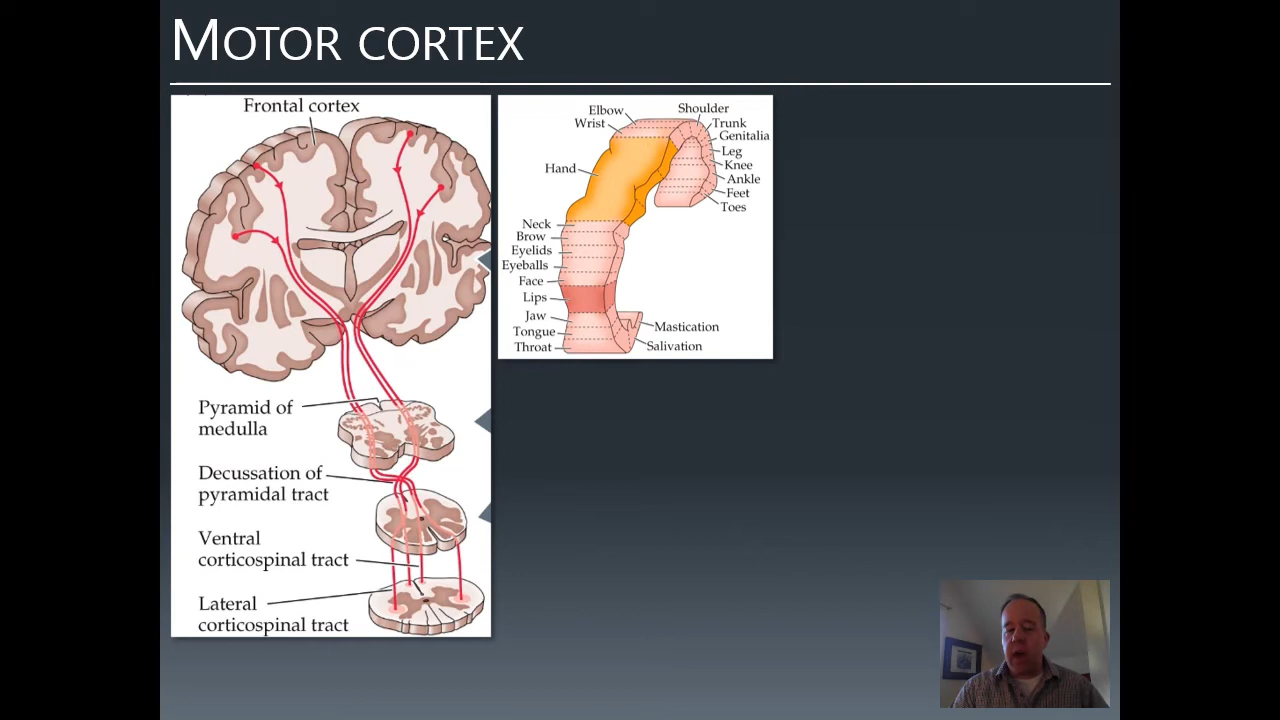 MOTOR CORTEX
Frontal cortex
Pyramid of
medulla
Decussation of
pyramidal tract
Ventral
corticospinal tract
Lateral
corticospinal tract
Elbow
Wrist
Hand
Neck
Brow
Eyelids
Eyeballs
Face
Lips
Jaw
Tongue
Throat
Shoulder
Trunk
Genitalia
Leg
Knee
Ankle
Feet
Toes
Mastication
Salivation